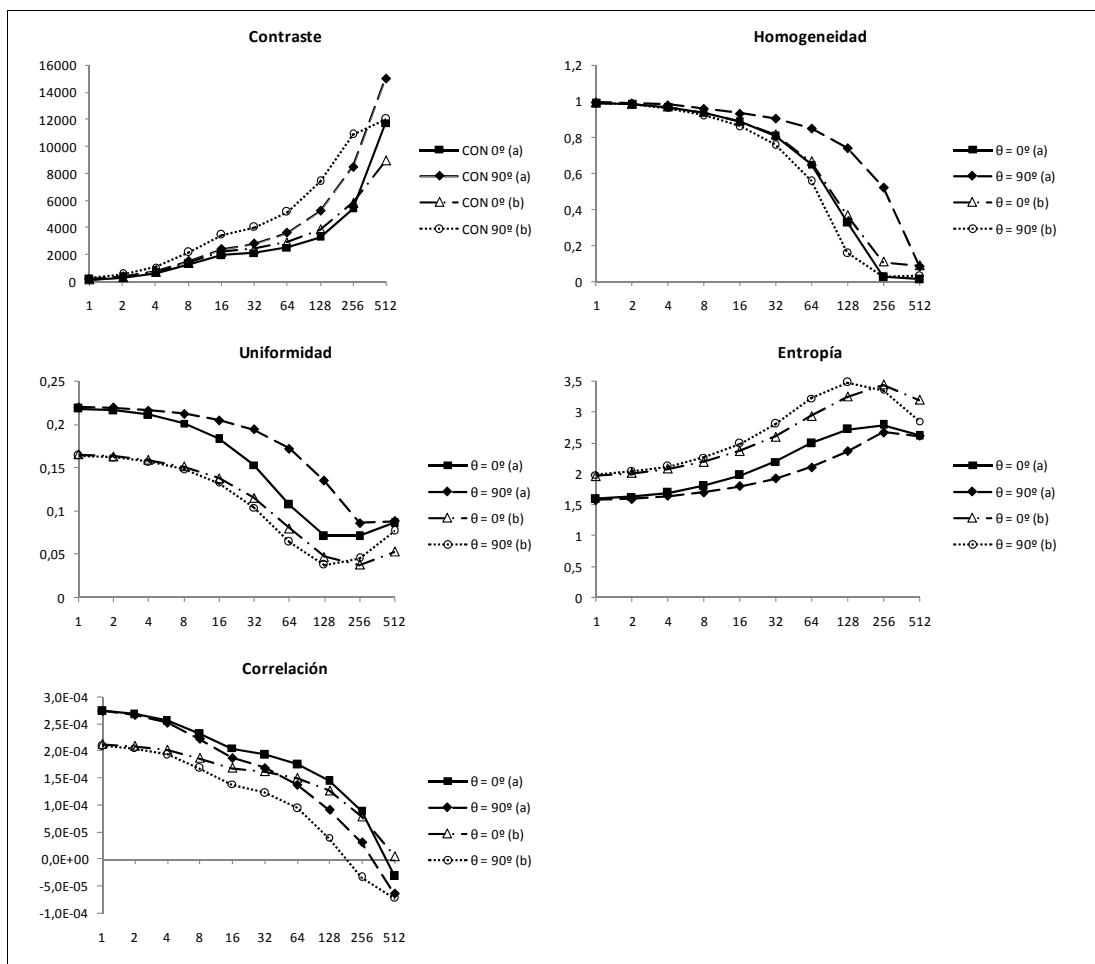 Contraste
16000
14000
12000
10000
8000
6000
4000
2000
0
1 2 4 8 16 32 64 128 256 512
CON 0º (a)
CON 90º (a)
CON 0º (b)
CON 90º (b)
Homogeneidad
1,2
1
0,8
0,6
0,4
0,2
0
1 2 4 8 16 32 64 128 256 512
θ = 0º (a)
θ = 90º (a)
θ = 0º (b)
θ = 90º (b)
Uniformidad
0,25
0,2
0,15
0,1
0,05
0
1 2 4 8 16 32 64 128 256 512
θ = 0º (a)
θ = 90º (a)
θ = 0º (b)
θ = 90º (b)
Entropía
3,5
3
2,5
2
1,5
1
0,5
0
1 2 4 8 16 32 64 128 256 512
θ = 0º (a)
θ = 90º (a)
θ = 0º (b)
θ = 90º (b)
Correlación
3,0E-04
2,5E-04
2,0E-04
1,5E-04
1,0E-04
5,0E-05
0,0E+00
-5,0E-05
-1,0E-04
1 2 4 8 16 32 64 128 256 512
θ = 0º (a)
θ = 90º (a)
θ = 0º (b)
θ = 90º (b)